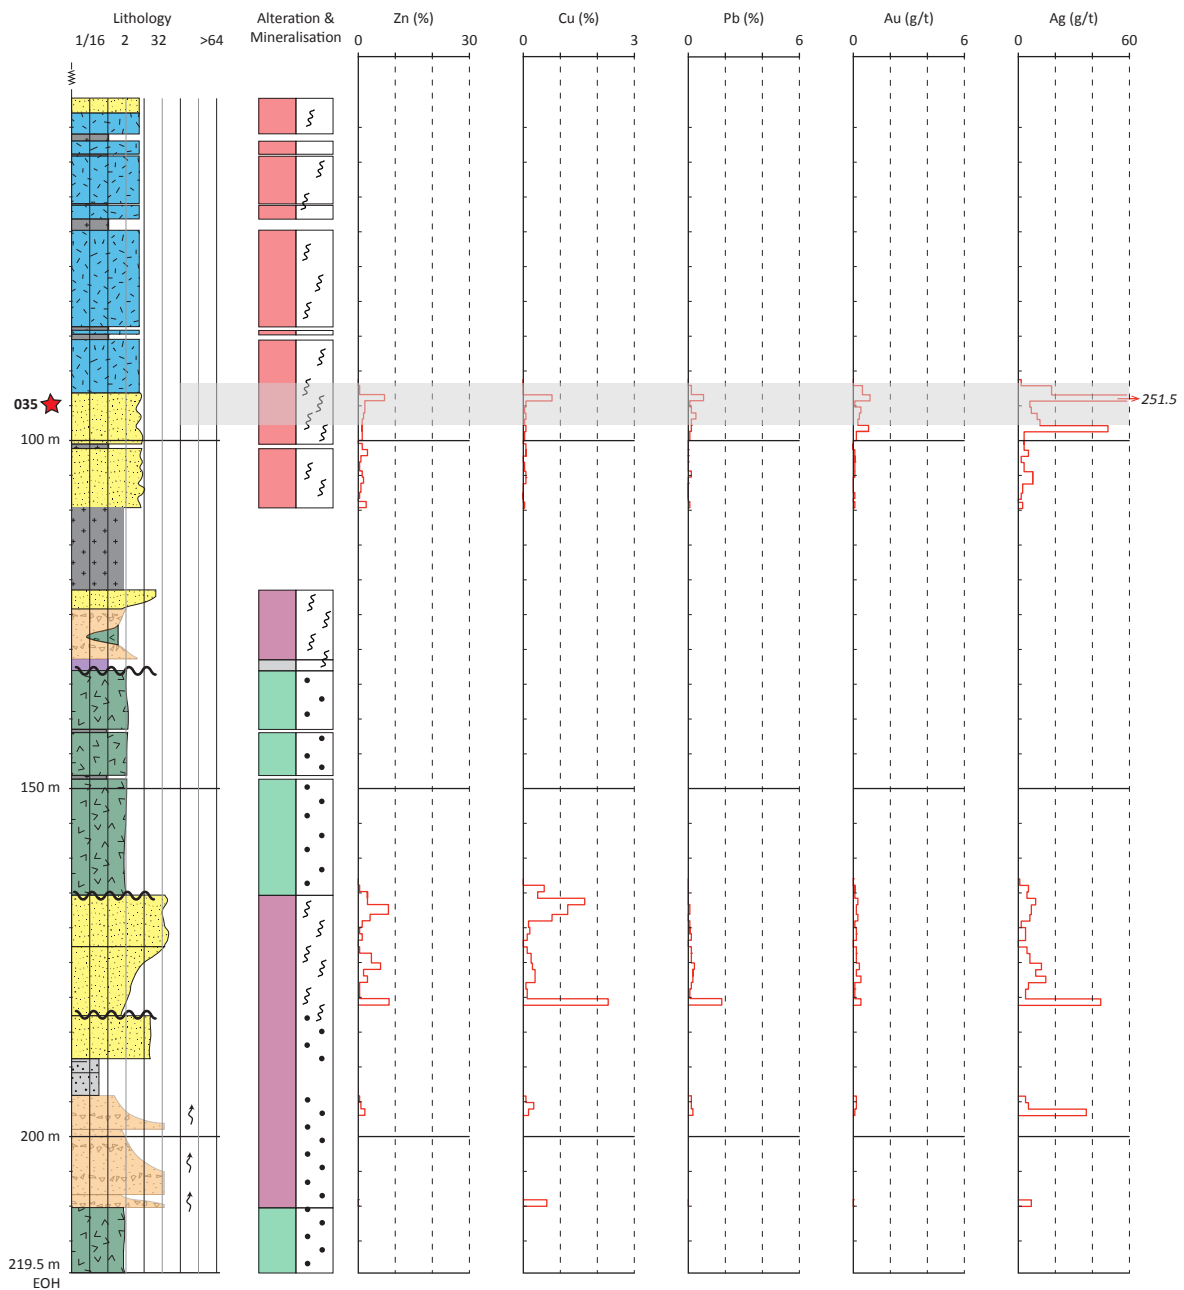 Lithology
1/16 2 32 >64
Alteration &
Mineralisation
Zn (%)
0 30
Cu (%)
0 3
Pb (%)
0 6
Au (g/t)
0 6
Ag (g/t)
0 60
035
251.5
100 m
150 m
200 m
219.5 m
EOH